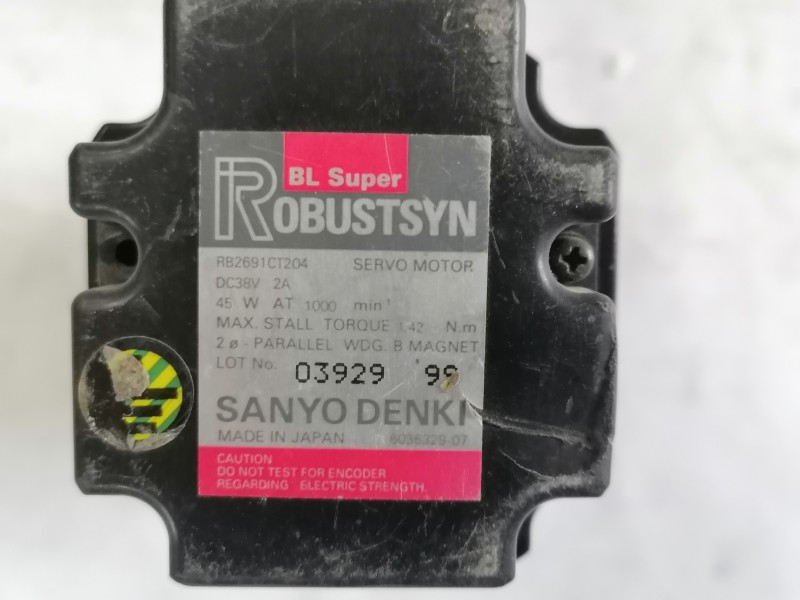 BL Super
ROBUSTSYN
RB2691CT204 SERVO MOTOR
DC38V 2A
45 W AT 1000 min⁻¹
MAX. STALL TORQUE 1.42 N.m
2 ø - PARALLEL WDG. B MAGNET
LOT No. 03929 '99
SANYO DENKI
MADE IN JAPAN 6036329-07
CAUTION
DO NOT TEST FOR ENCODER
REGARDING ELECTRIC STRENGTH.